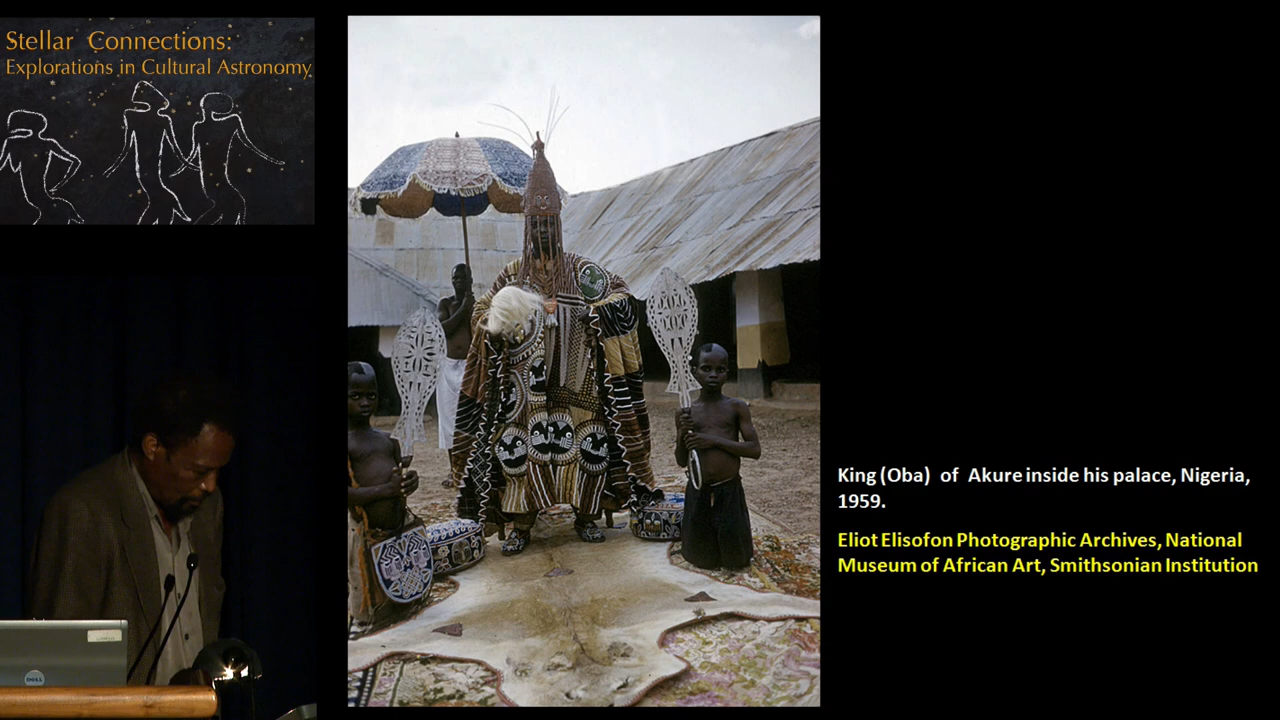 Stellar Connections:
Explorations in Cultural Astronomy
King (Oba) of Akure inside his palace, Nigeria,
1959.
Eliot Elisofon Photographic Archives, National
Museum of African Art, Smithsonian Institution
DELL